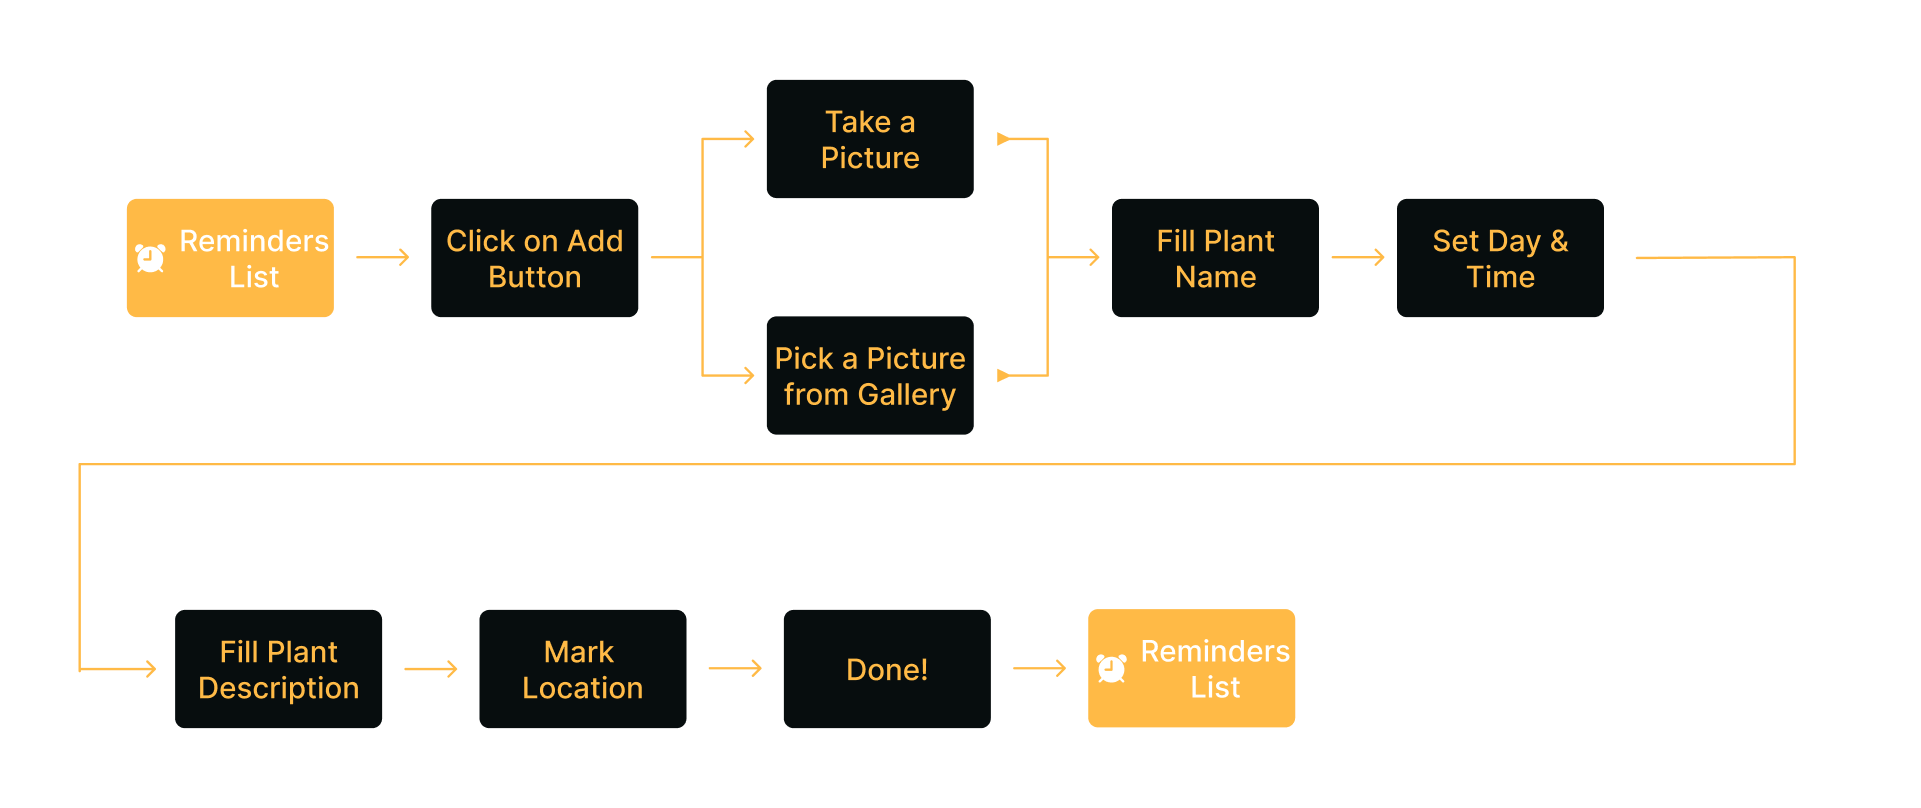 Reminders
List
Click on Add
Button
Take a
Picture
Pick a Picture
from Gallery
Fill Plant
Name
Set Day &
Time
Fill Plant
Description
Mark
Location
Done!
Reminders
List